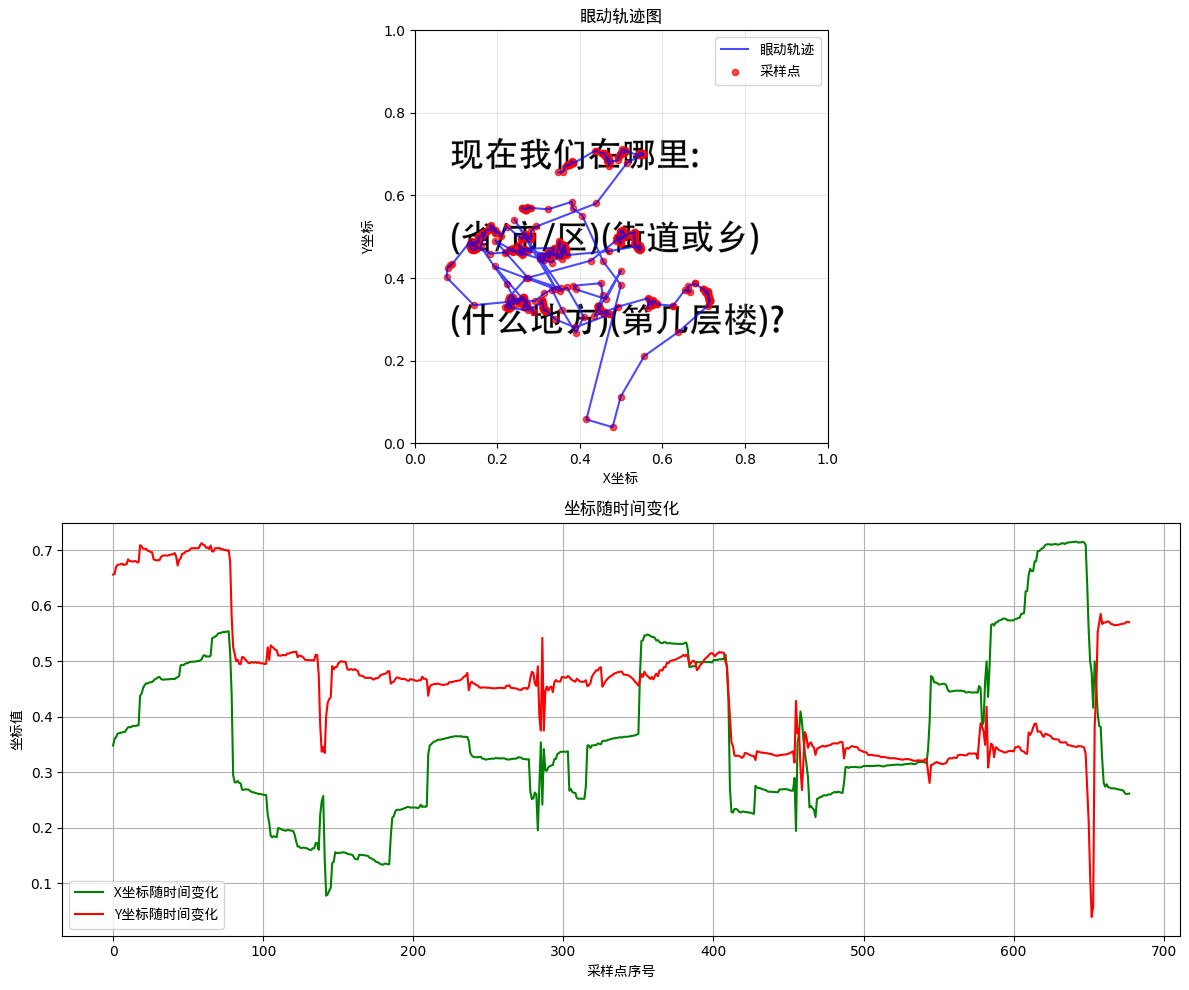 眼动轨迹图
1.0
0.8
0.6
0.4
0.2
0.0
Y坐标
眼动轨迹
采样点
现在我们在哪里:
(省/市/区)(街道或乡)
(什么地方)(第几层楼)?
0.0 0.2 0.4 0.6 0.8 1.0
X坐标
坐标随时间变化
0.7
0.6
0.5
0.4
0.3
0.2
0.1
坐标值
X坐标随时间变化
Y坐标随时间变化
0 100 200 300 400 500 600 700
采样点序号